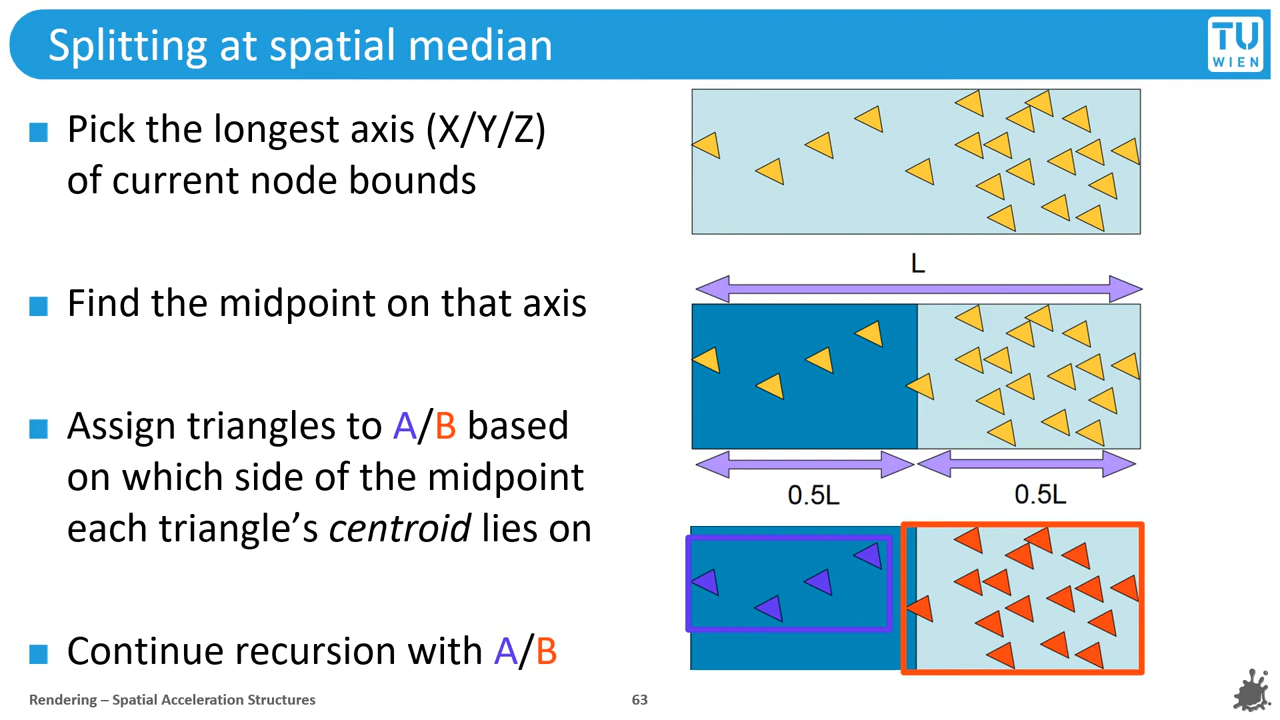 Splitting at spatial median
TU
WIEN
Pick the longest axis (X/Y/Z)
of current node bounds
Find the midpoint on that axis
Assign triangles to A/B based
on which side of the midpoint
each triangle’s centroid lies on
Continue recursion with A/B
L
0.5L
0.5L
Rendering – Spatial Acceleration Structures
63